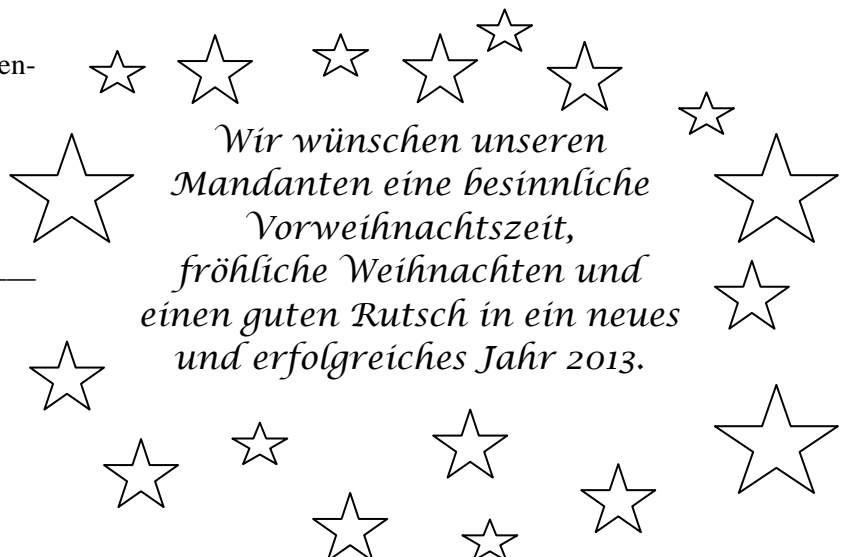 en-
Wir wünschen unseren
Mandanten eine besinnliche
Vorweihnachtszeit,
fröhliche Weihnachten und
einen guten Rutsch in ein neues
und erfolgreiches Jahr 2013.